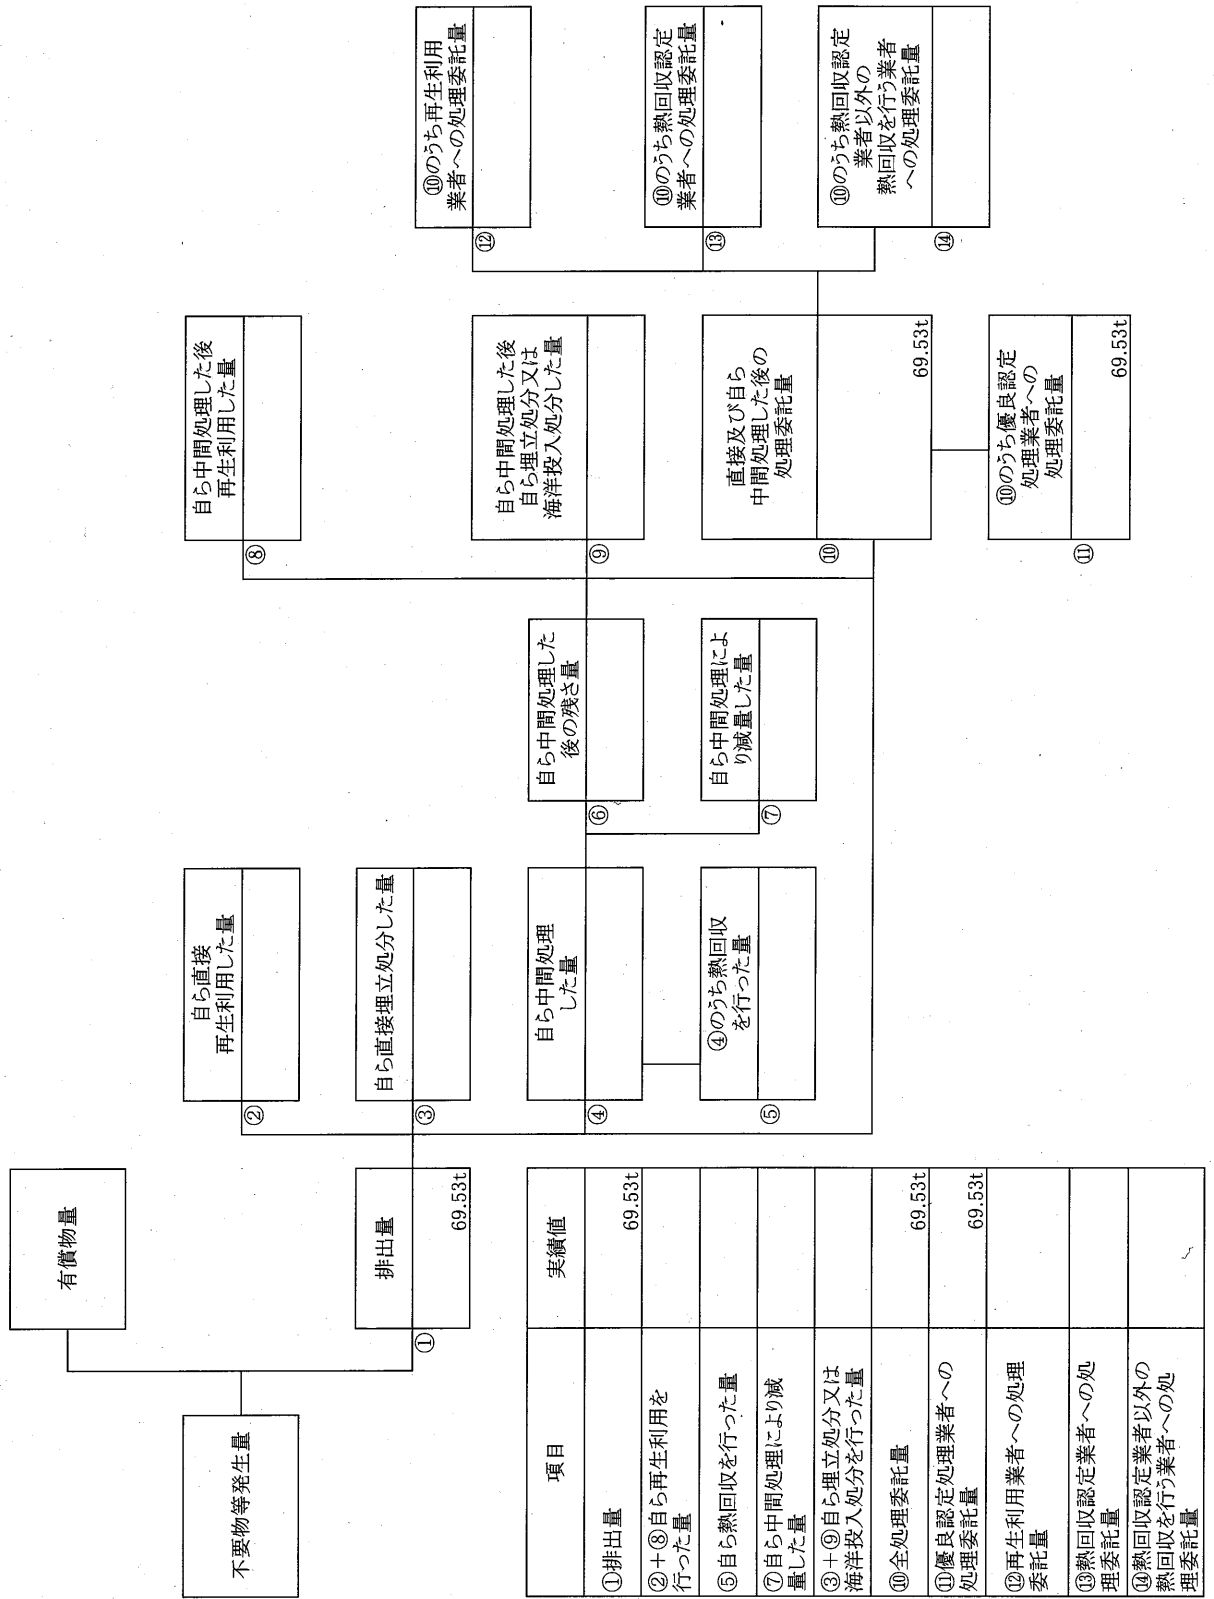 不要物等発生量
有償物量
排出量
①
69.53t
自ら直接
再生利用した量
②
自ら直接埋立処分した量
③
自ら中間処理
した量
④
④のうち熱回収
を行った量
⑤
自ら中間処理した
後の残さ量
⑥
自ら中間処理によ
り減量した量
⑦
自ら中間処理した後
再生利用した量
⑧
自ら中間処理した後
自ら埋立処分又は
海洋投入処分した量
⑨
直接及び自ら
中間処理した後の
処理委託量
⑩
69.53t
⑩のうち優良認定
処理業者への
処理委託量
⑪
69.53t
⑩のうち再生利用
業者への処理委託量
⑫
⑩のうち熱回収認定
業者への処理委託量
⑬
⑩のうち熱回収認定
業者以外の
熱回収を行う業者
への処理委託量
⑭
項目 実績値
①排出量 69.53t
②＋⑧自ら再生利用を
行った量
⑤自ら熱回収を行った量
⑦自ら中間処理により減
量した量
③＋⑨自ら埋立処分又は
海洋投入処分を行った量
⑩全処理委託量 69.53t
⑪優良認定処理業者への
処理委託量 69.53t
⑫再生利用業者への処理
委託量
⑬熱回収認定業者への処
理委託量
⑭熱回収認定業者以外の
熱回収を行う業者への処
理委託量